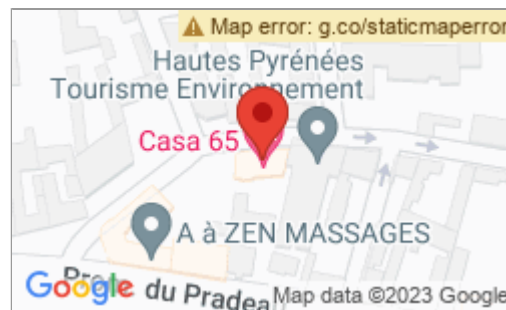 Map error: g.co/staticmaperror
Hautes Pyrénées
Tourisme Environnement
Casa 65
A à ZEN MASSAGES
du Pradea
Google
Map data ©2023 Google